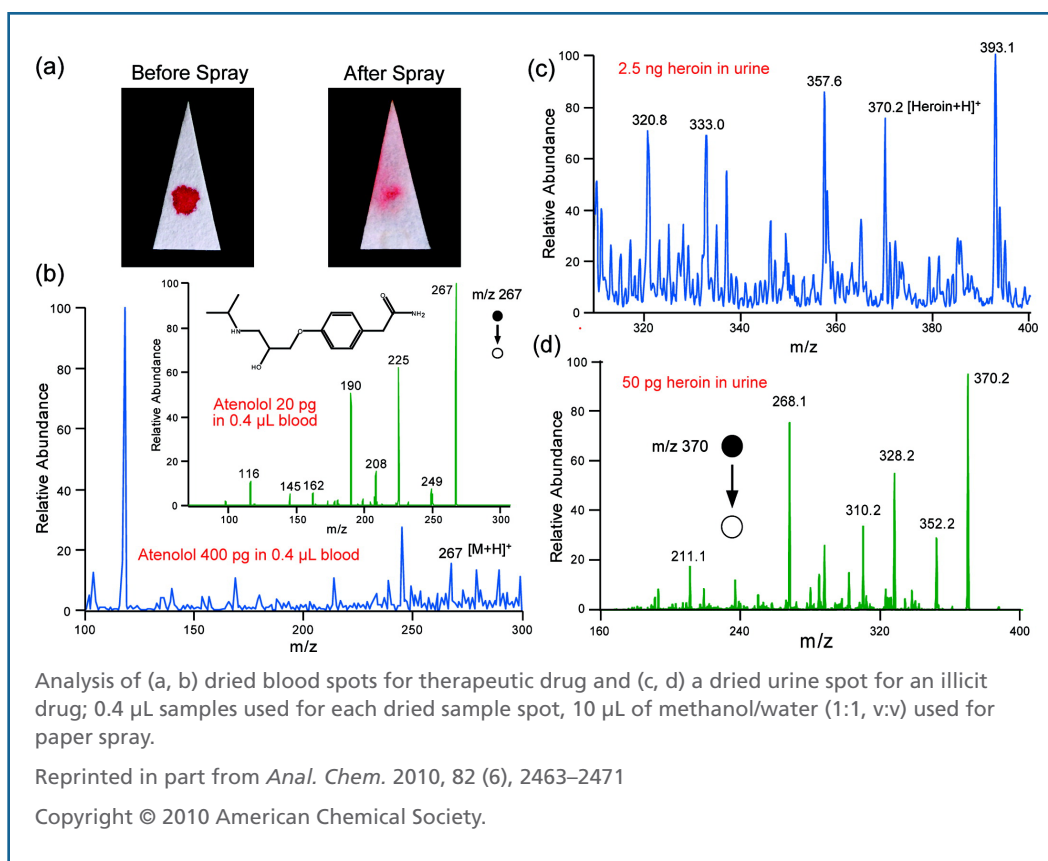 (a)
Before Spray
After Spray
(b)
Relative Abundance
100
80
60
40
20
0
100
150
200
250
300
m/z
Atenolol 400 pg in 0.4 µL blood
267 [M+H]⁺
Relative Abundance
100
80
60
40
20
0
100
150
200
250
300
m/z
HN
HO
O
O
NH₂
Atenolol 20 pg
in 0.4 µL blood
116
145
162
190
208
225
249
267
m/z 267
(c)
2.5 ng heroin in urine
Relative Abundance
100
80
60
40
20
0
320
340
360
380
400
m/z
320.8
333.0
357.6
370.2 [Heroin+H]⁺
393.1
(d)
50 pg heroin in urine
Relative Abundance
100
80
60
40
20
0
160
240
320
400
m/z
m/z 370
211.1
268.1
310.2
328.2
352.2
370.2
Analysis of (a, b) dried blood spots for therapeutic drug and (c, d) a dried urine spot for an illicit
drug; 0.4 µL samples used for each dried sample spot, 10 µL of methanol/water (1:1, v:v) used for
paper spray.
Reprinted in part from Anal. Chem. 2010, 82 (6), 2463–2471
Copyright © 2010 American Chemical Society.